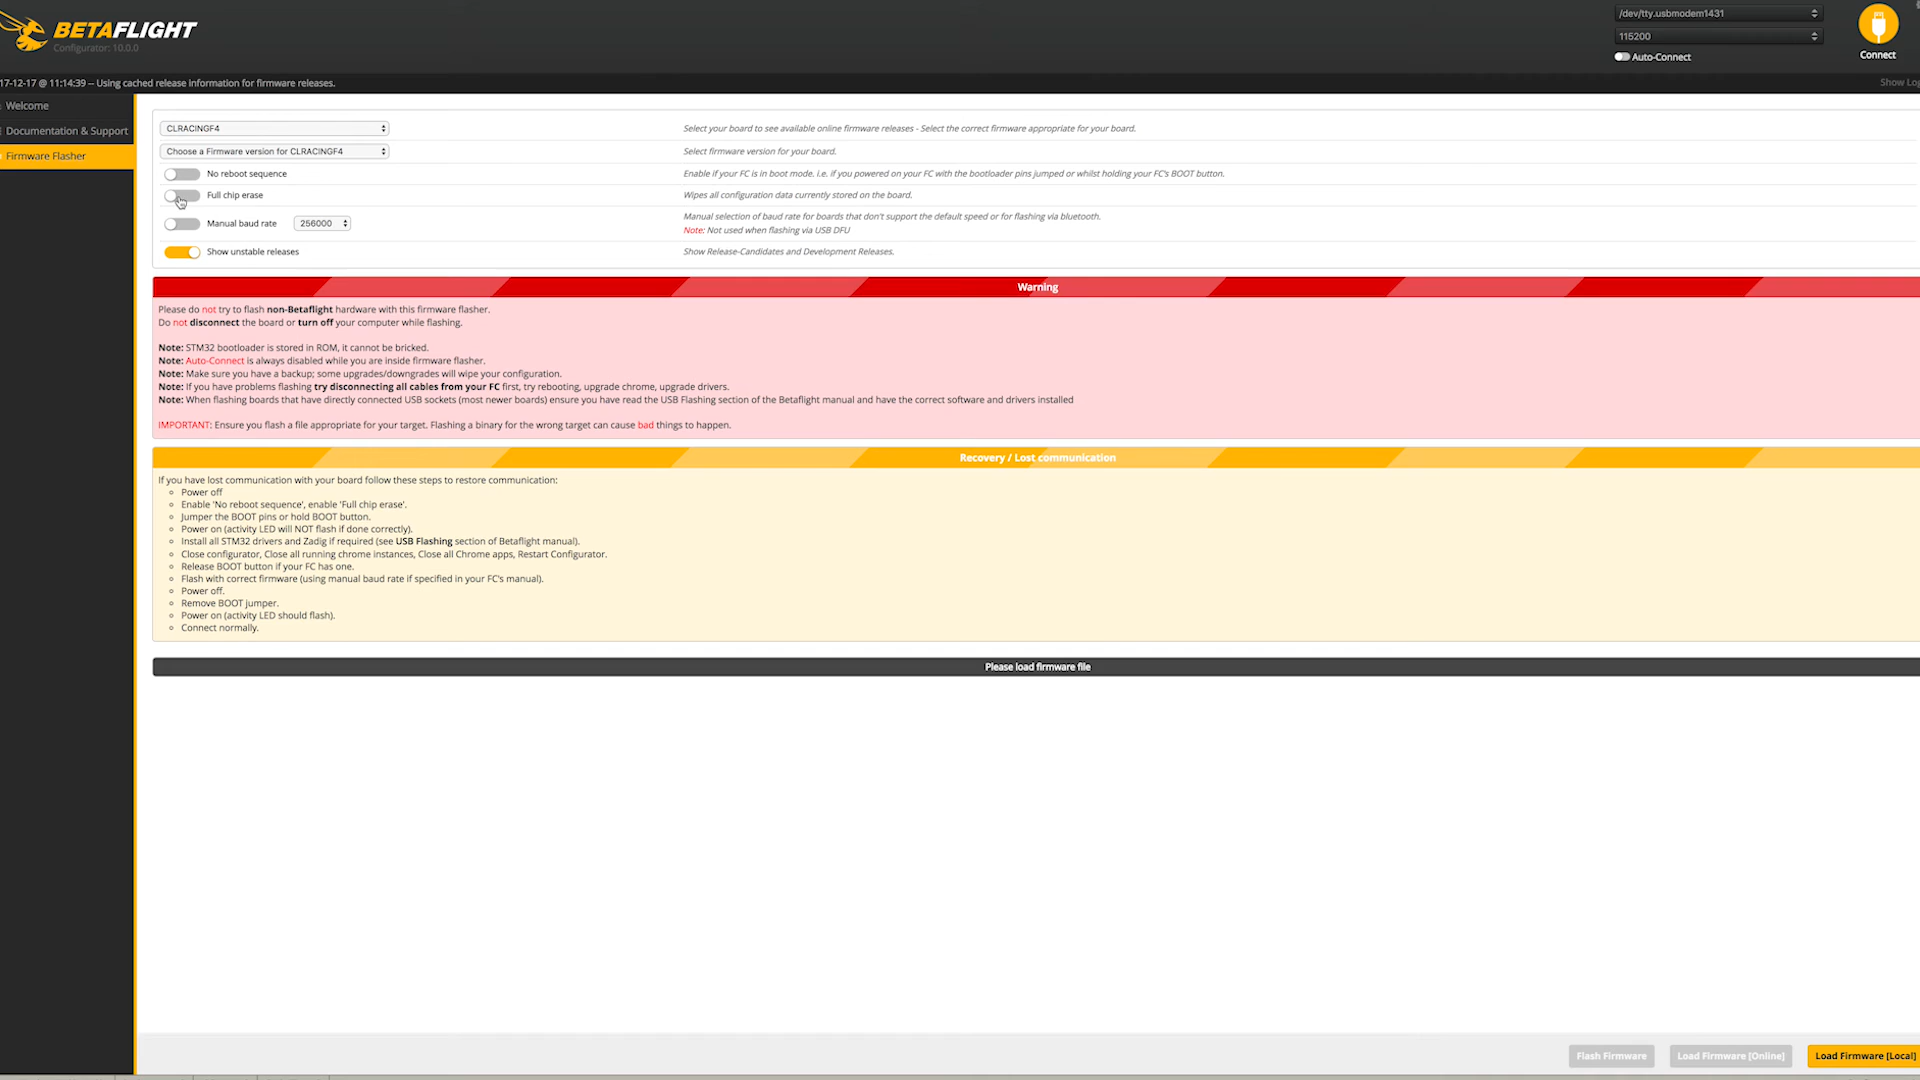 BETAFLIGHT
Configurator: 10.0.0
/dev/tty.usbmodem1431
115200
Auto-Connect
Connect
17-12-17 @ 11:14:39 -- Using cached release information for firmware releases.
Show Log
Welcome
Documentation & Support
Firmware Flasher
CLRACINGF4
Select your board to see available online firmware releases - Select the correct firmware appropriate for your board.
Choose a Firmware version for CLRACINGF4
Select firmware version for your board.
No reboot sequence
Enable if your FC is in boot mode. i.e. if you powered on your FC with the bootloader pins jumped or whilst holding your FC's BOOT button.
Full chip erase
Wipes all configuration data currently stored on the board.
Manual baud rate
256000
Manual selection of baud rate for boards that don't support the default speed or for flashing via bluetooth.
Note: Not used when flashing via USB DFU
Show unstable releases
Show Release-Candidates and Development Releases.
Warning
Please do not try to flash non-Betaflight hardware with this firmware flasher.
Do not disconnect the board or turn off your computer while flashing.
Note: STM32 bootloader is stored in ROM, it cannot be bricked.
Note: Auto-Connect is always disabled while you are inside firmware flasher.
Note: Make sure you have a backup; some upgrades/downgrades will wipe your configuration.
Note: If you have problems flashing try disconnecting all cables from your FC first, try rebooting, upgrade chrome, upgrade drivers.
Note: When flashing boards that have directly connected USB sockets (most newer boards) ensure you have read the USB Flashing section of the Betaflight manual and have the correct software and drivers installed
IMPORTANT: Ensure you flash a file appropriate for your target. Flashing a binary for the wrong target can cause bad things to happen.
Recovery / Lost communication
If you have lost communication with your board follow these steps to restore communication:
Power off
Enable 'No reboot sequence', enable 'Full chip erase'.
Jumper the BOOT pins or hold BOOT button.
Power on (activity LED will NOT flash if done correctly).
Install all STM32 drivers and Zadig if required (see USB Flashing section of Betaflight manual).
Close configurator, Close all running chrome instances, Close all Chrome apps, Restart Configurator.
Release BOOT button if your FC has one.
Flash with correct firmware (using manual baud rate if specified in your FC's manual).
Power off.
Remove BOOT jumper.
Power on (activity LED should flash).
Connect normally.
Please load firmware file
Flash Firmware
Load Firmware [Online]
Load Firmware [Local]